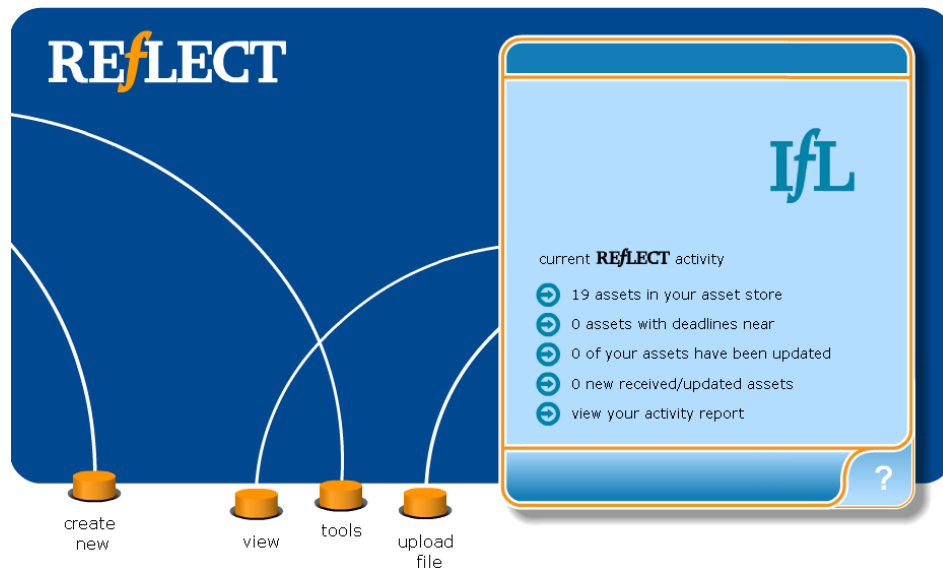 REfLECT
IfL
current REfLECT activity
19 assets in your asset store
0 assets with deadlines near
0 of your assets have been updated
0 new received/updated assets
view your activity report
?
create
new
view
tools
upload
file